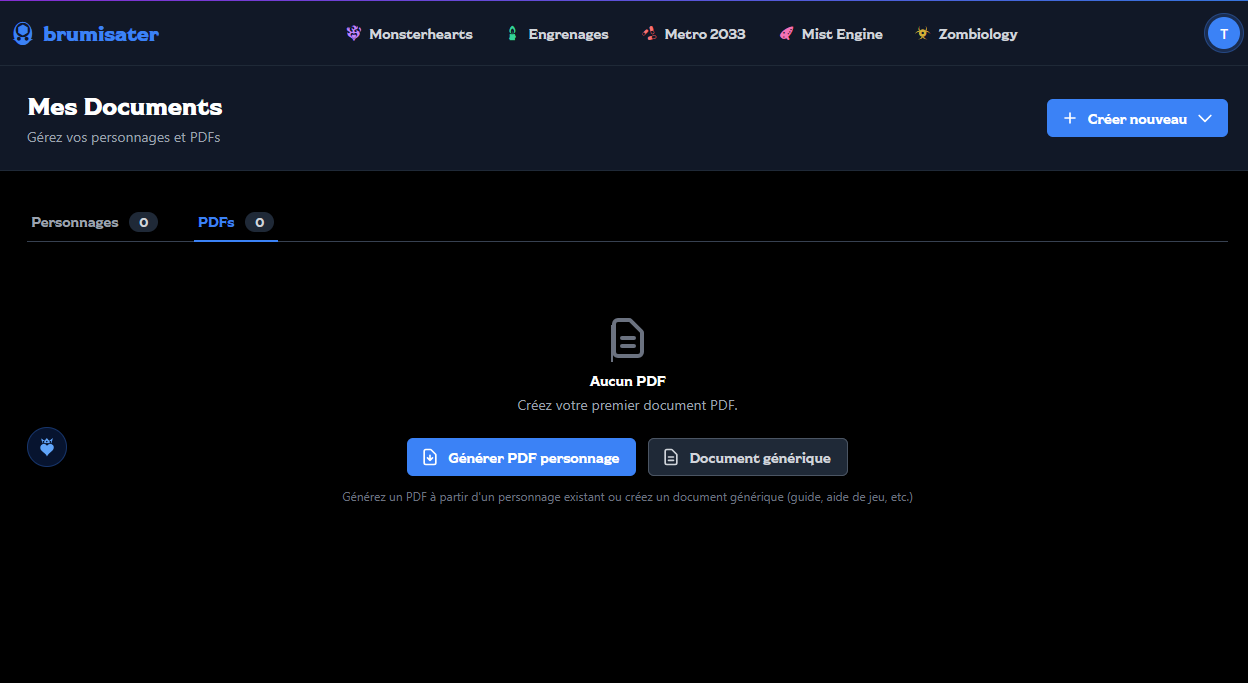 brumisater
Monsterhearts
Engrenages
Metro 2033
Mist Engine
Zombiology
T
Mes Documents
Gérez vos personnages et PDFs
Créer nouveau
Personnages 0
PDFs 0
Aucun PDF
Créez votre premier document PDF.
Générer PDF personnage
Document générique
Générez un PDF à partir d'un personnage existant ou créez un document générique (guide, aide de jeu, etc.)